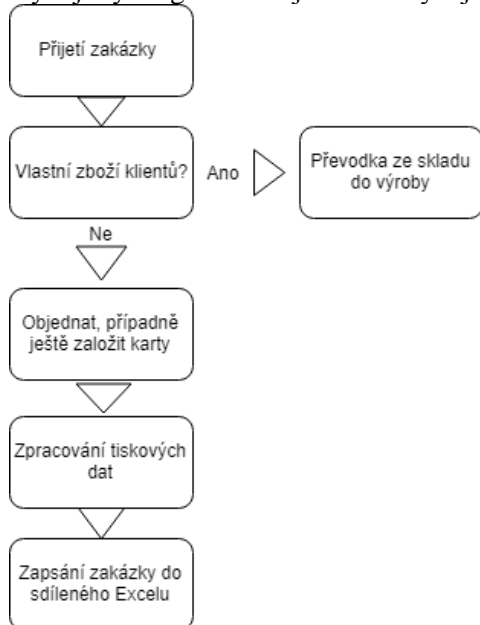 Přijetí zakázky
Vlastní zboží klientů?
Ano
Převodka ze skladu
do výroby
Ne
Objednat, případně
ještě založit karty
Zpracování tiskových
dat
Zapsání zakázky do
sdíleného Excelu